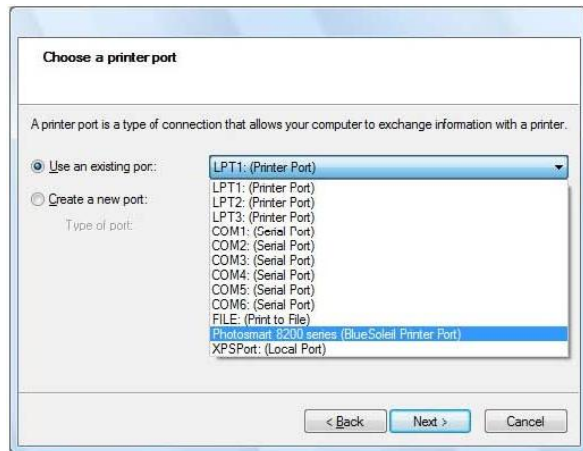 Choose a printer port
A printer port is a type of connection that allows your computer to exchange information with a printer.
Use an existing port:
LPT1: (Printer Port)
LPT1: (Printer Port)
LPT2: (Printer Port)
Create a new port:
LPT3: (Printer Port)
COM1: (Serial Port)
Type of port:
COM2: (Serial Port)
COM3: (Serial Port)
COM4: (Serial Port)
COM5: (Serial Port)
COM6: (Serial Port)
FILE: (Print to File)
Photosmart 8200 series (BlueSoleil Printer Port)
XPSPort: (Local Port)
< Back
Next >
Cancel